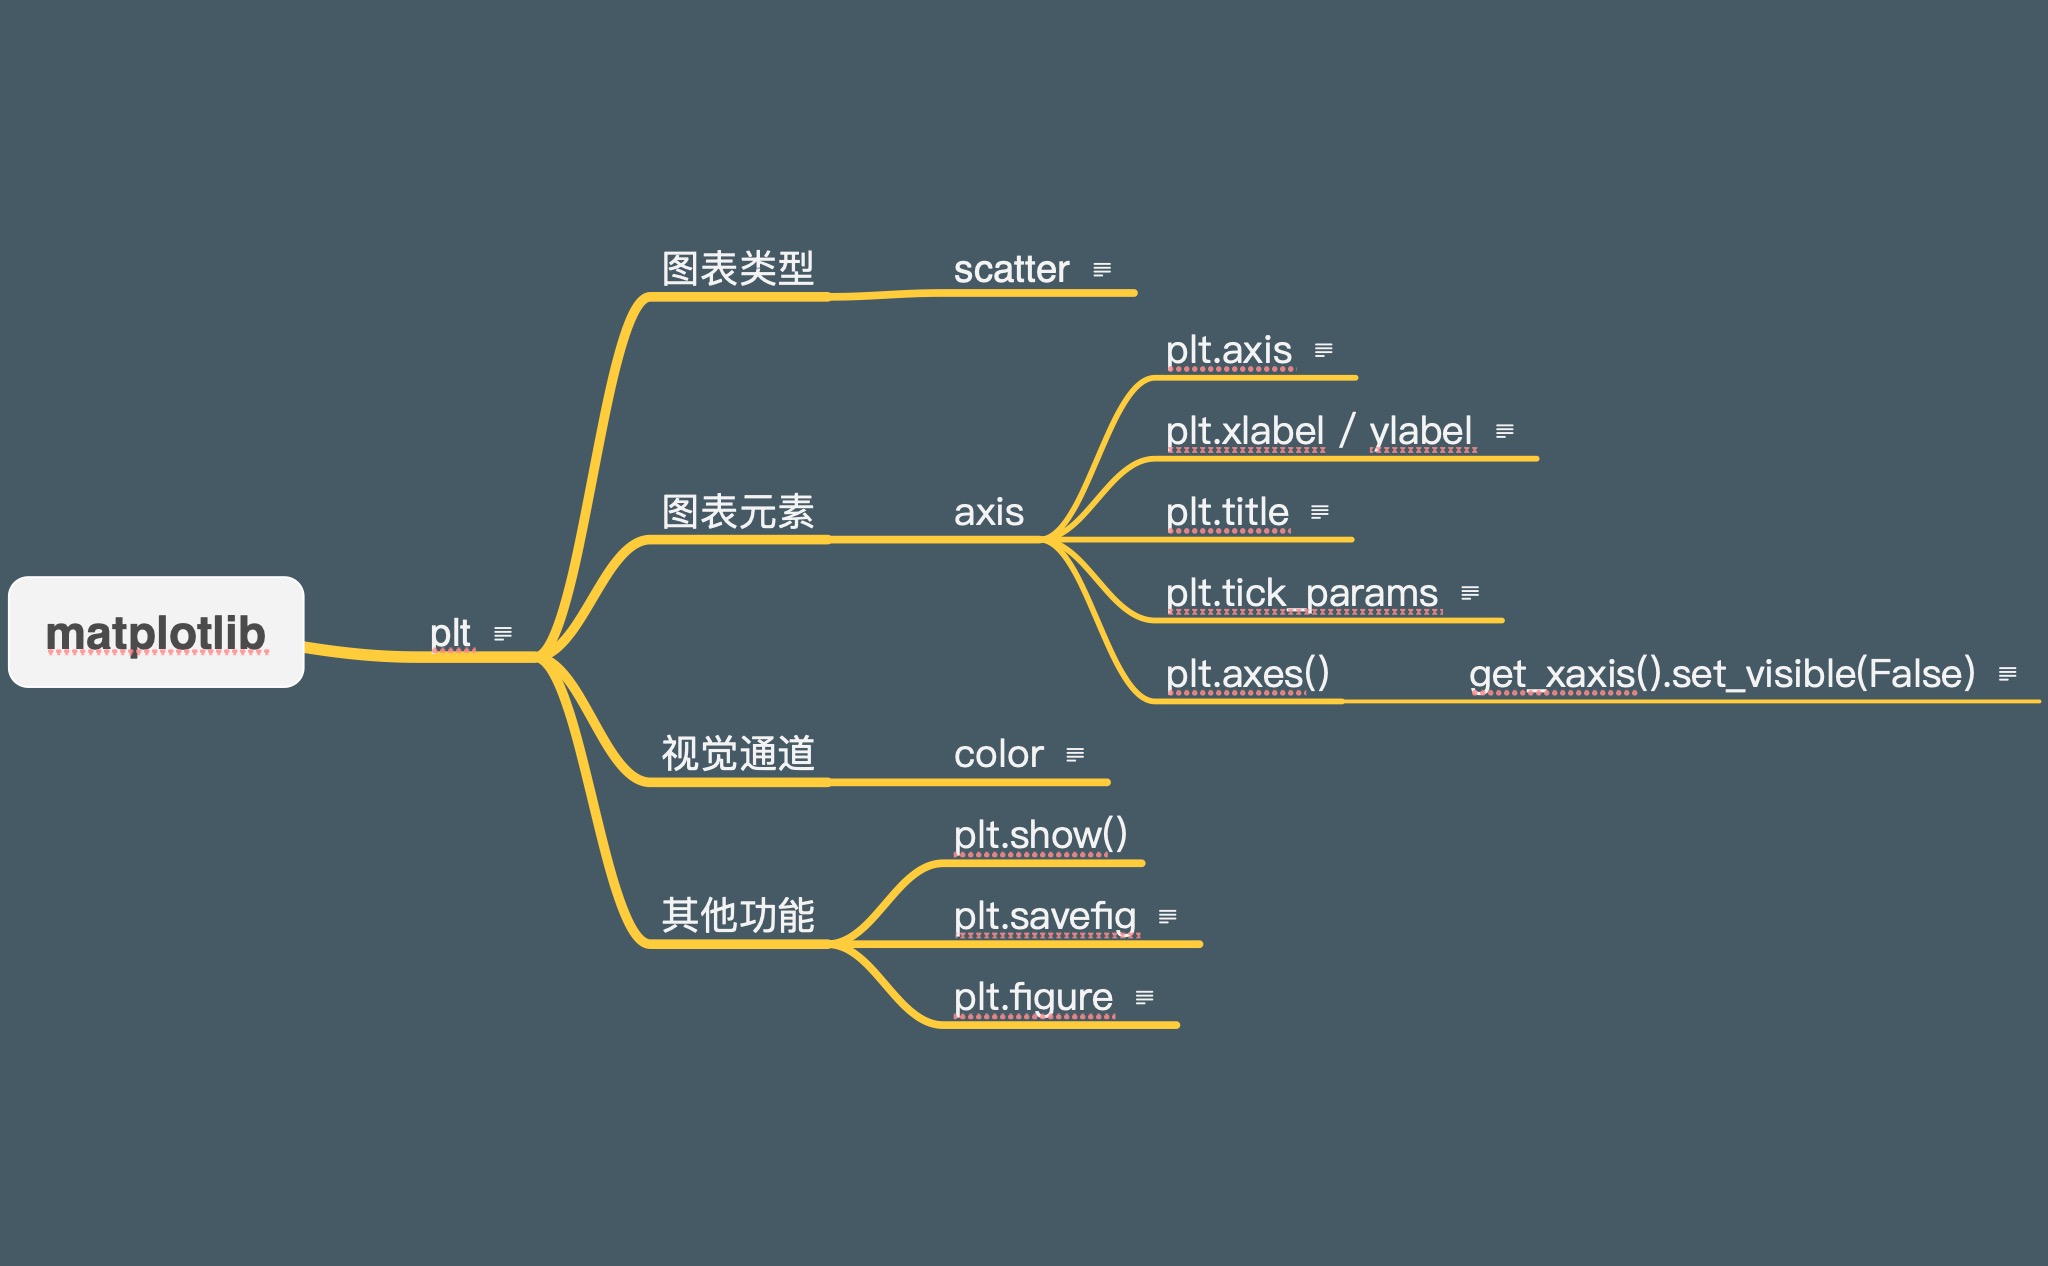 matplotlib
plt
图表类型
scatter
图表元素
axis
plt.axis
plt.xlabel / ylabel
plt.title
plt.tick_params
plt.axes()
get_xaxis().set_visible(False)
视觉通道
color
其他功能
plt.show()
plt.savefig
plt.figure